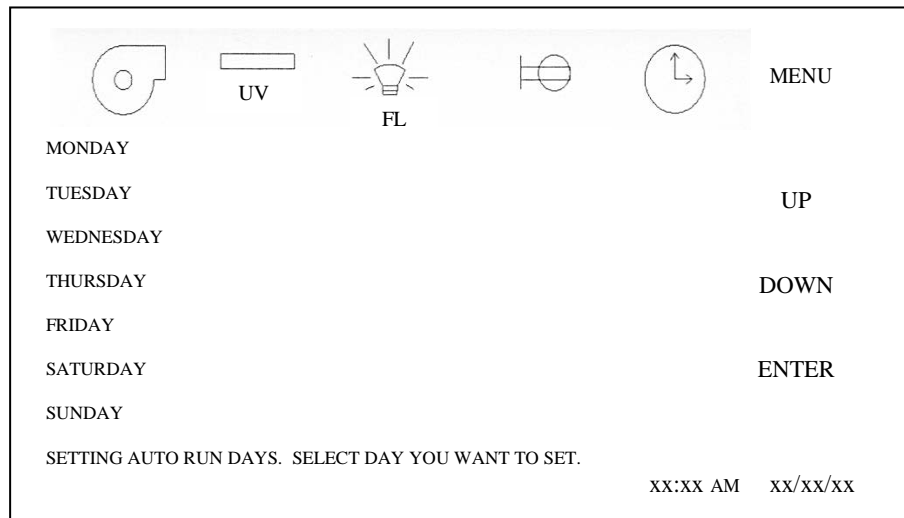 MENU
UV
FL
MONDAY
TUESDAY
UP
WEDNESDAY
THURSDAY
DOWN
FRIDAY
SATURDAY
ENTER
SUNDAY
SETTING AUTO RUN DAYS. SELECT DAY YOU WANT TO SET.
xx:xx AM xx/xx/xx